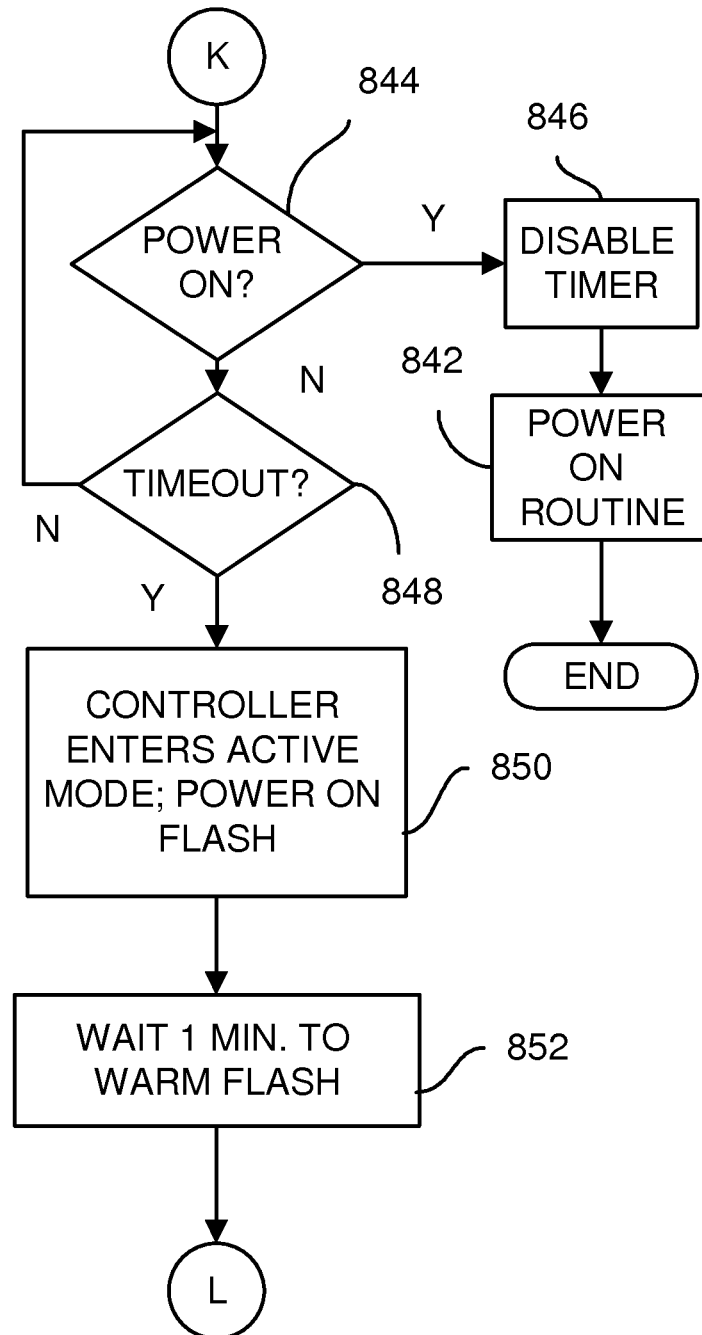 K
844
846
POWER
ON?
Y
DISABLE
TIMER
N
842
POWER
ON
ROUTINE
TIMEOUT?
N
848
Y
END
CONTROLLER
ENTERS ACTIVE
MODE; POWER ON
FLASH
850
WAIT 1 MIN. TO
WARM FLASH
852
L